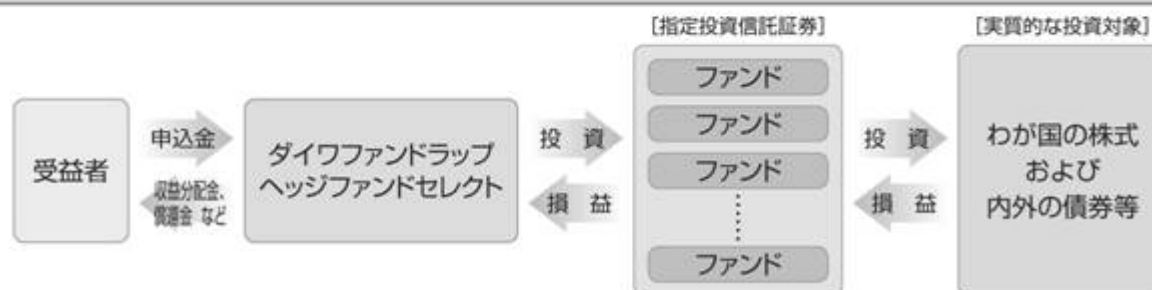 [指定投資信託証券]
[実質的な投資対象]
受益者
申込金
収益分配金、
償還金 など
ダイワファンドラップ
ヘッジファンドセレクト
投 資
損 益
ファンド
ファンド
ファンド
ファンド
投 資
損 益
わが国の株式
および
内外の債券等